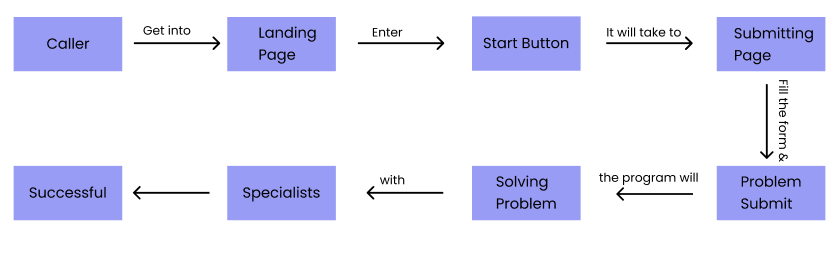 Caller
Get into
Landing
Page
Enter
Start Button
It will take to
Submitting
Page
Fill the form &
Problem
Submit
the program will
Solving
Problem
with
Specialists
Successful